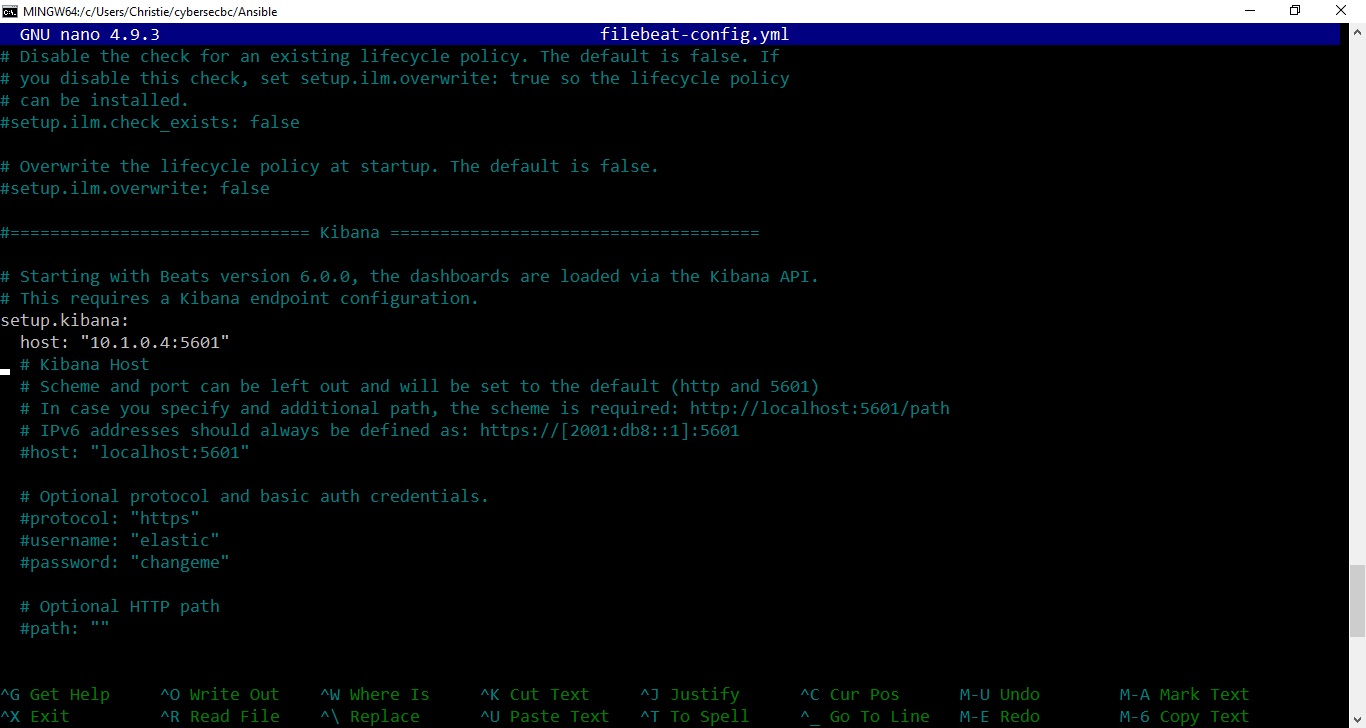 MINGW64:/c/Users/Christie/cybersecbc/Ansible
GNU nano 4.9.3 filebeat-config.yml
# Disable the check for an existing lifecycle policy. The default is false. If
# you disable this check, set setup.ilm.overwrite: true so the lifecycle policy
# can be installed.
#setup.ilm.check_exists: false
# Overwrite the lifecycle policy at startup. The default is false.
#setup.ilm.overwrite: false
#============================== Kibana =====================================
# Starting with Beats version 6.0.0, the dashboards are loaded via the Kibana API.
# This requires a Kibana endpoint configuration.
setup.kibana:
  host: "10.1.0.4:5601"
  # Kibana Host
  # Scheme and port can be left out and will be set to the default (http and 5601)
  # In case you specify and additional path, the scheme is required: http://localhost:5601/path
  # IPv6 addresses should always be defined as: https://[2001:db8::1]:5601
  #host: "localhost:5601"
  # Optional protocol and basic auth credentials.
  #protocol: "https"
  #username: "elastic"
  #password: "changeme"
  # Optional HTTP path
  #path: ""
^G Get Help ^O Write Out ^W Where Is ^K Cut Text ^J Justify ^C Cur Pos M-U Undo M-A Mark Text
^X Exit ^R Read File ^\ Replace ^U Paste Text ^T To Spell ^_ Go To Line M-E Redo M-6 Copy Text